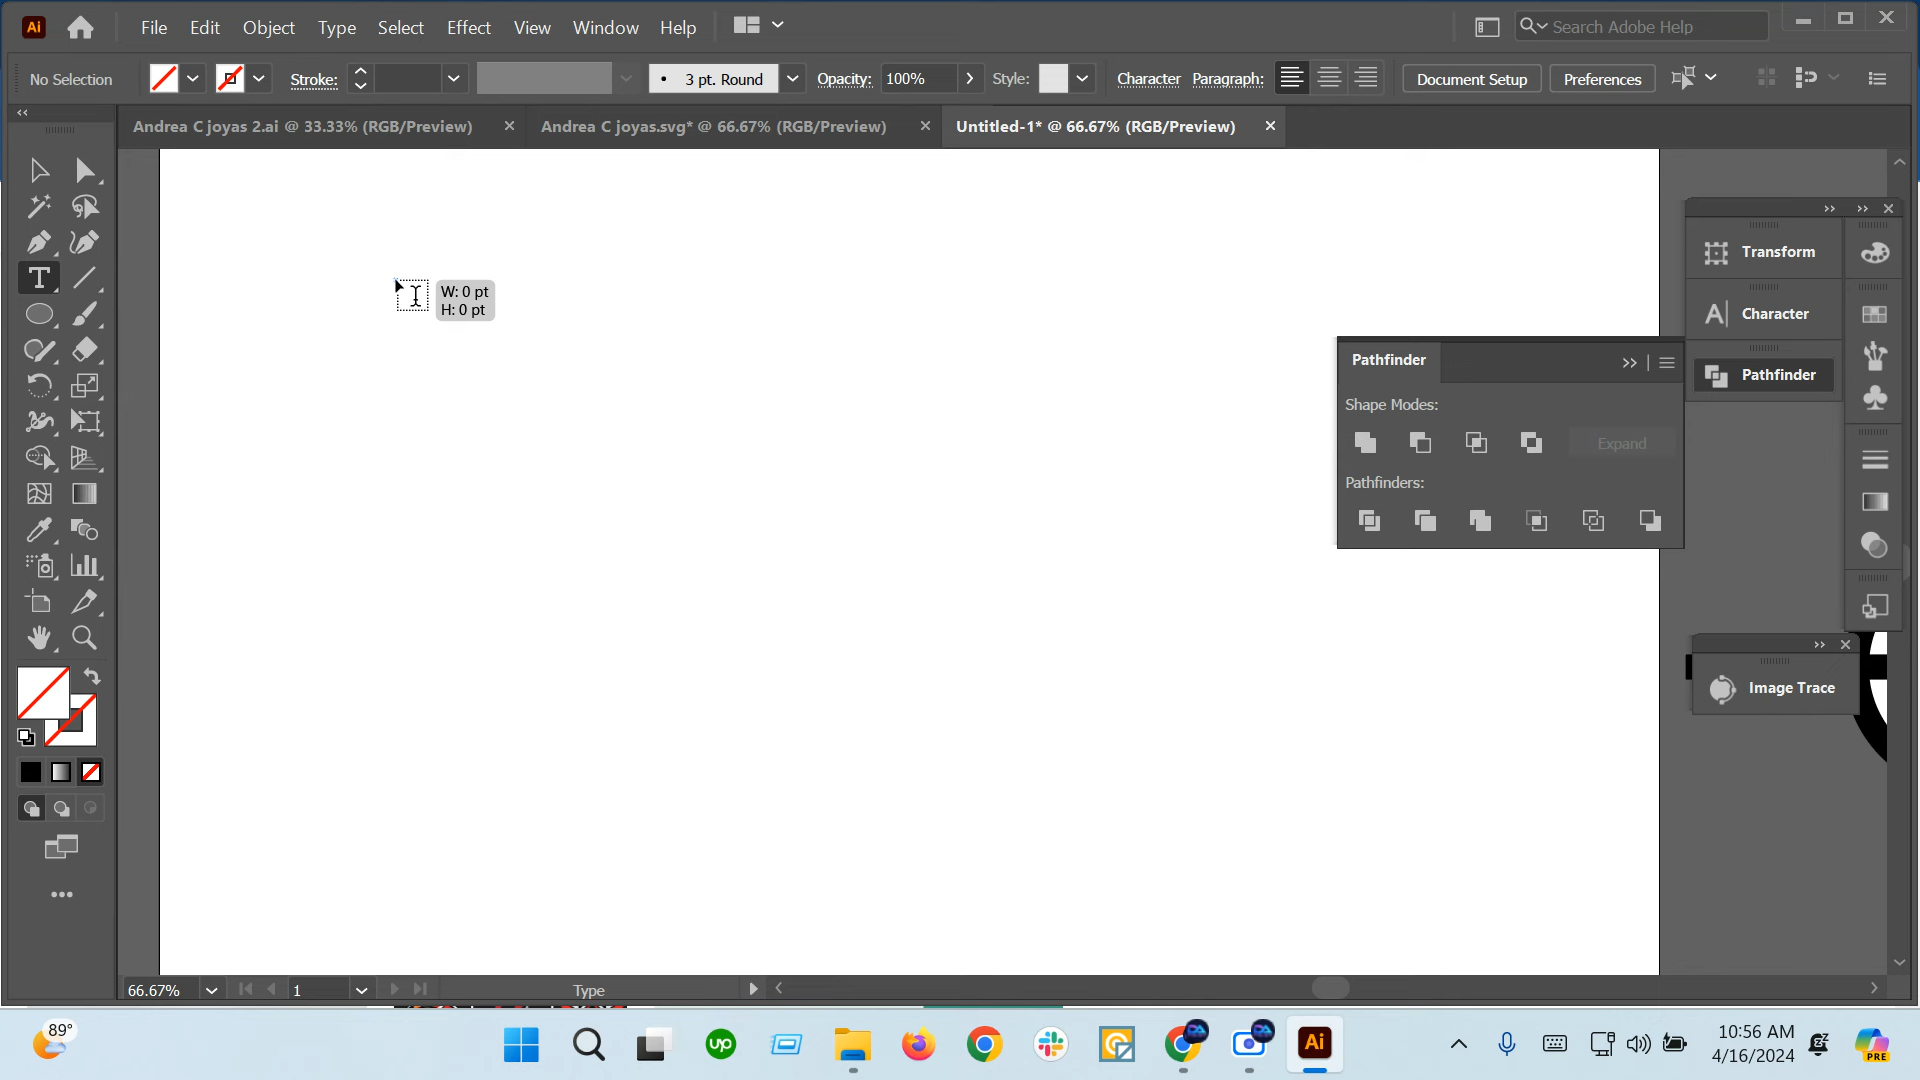 Ai File Edit Object Type Select Effect View Window Help Search Adobe Help
No Selection Stroke: 3 pt. Round Opacity: 100% Style: Character Paragraph: Document Setup Preferences
Andrea C joyas 2.ai @ 33.33% (RGB/Preview) Andrea C joyas.svg* @ 66.67% (RGB/Preview) Untitled-1* @ 66.67% (RGB/Preview)
W: 0 pt
H: 0 pt
Transform
Character
Pathfinder
Pathfinder
Shape Modes:
Expand
Pathfinders:
Image Trace
66.67% 1 Type
89°
up
Ai
10:56 AM
4/16/2024
PRE